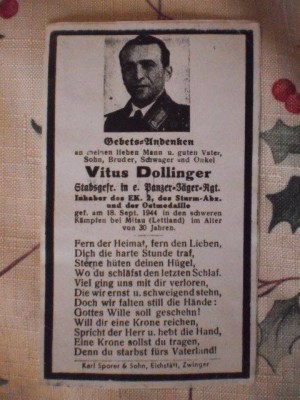 Gebets=Andenken
an meinen lieben Mann u. guten Vater,
Sohn, Bruder, Schwager und Onkel
Vitus Dollinger
Stabsgefr. in e. Panzer=Jäger=Rgt.
Inhaber des EK. 2, des Sturm=Abz.
und der Ostmedaille
gef. am 18. Sept. 1944 in den schweren
Kämpfen bei Mitau (Lettland) im Alter
von 30 Jahren.
Fern der Heimat, fern den Lieben,
Dich die harte Stunde traf,
Sterne hüten deinen Hügel,
Wo du schläfst den letzten Schlaf.
Viel ging uns mit dir verloren,
Die wir ernst u. schweigend stehn,
Doch wir falten still die Hände:
Gottes Wille soll geschehn!
Will dir eine Krone reichen,
Spricht der Herr u. hebt die Hand,
Eine Krone sollst du tragen,
Denn du starbst fürs Vaterland!
Karl Sporer & Sohn, Eichstätt, Zwinger